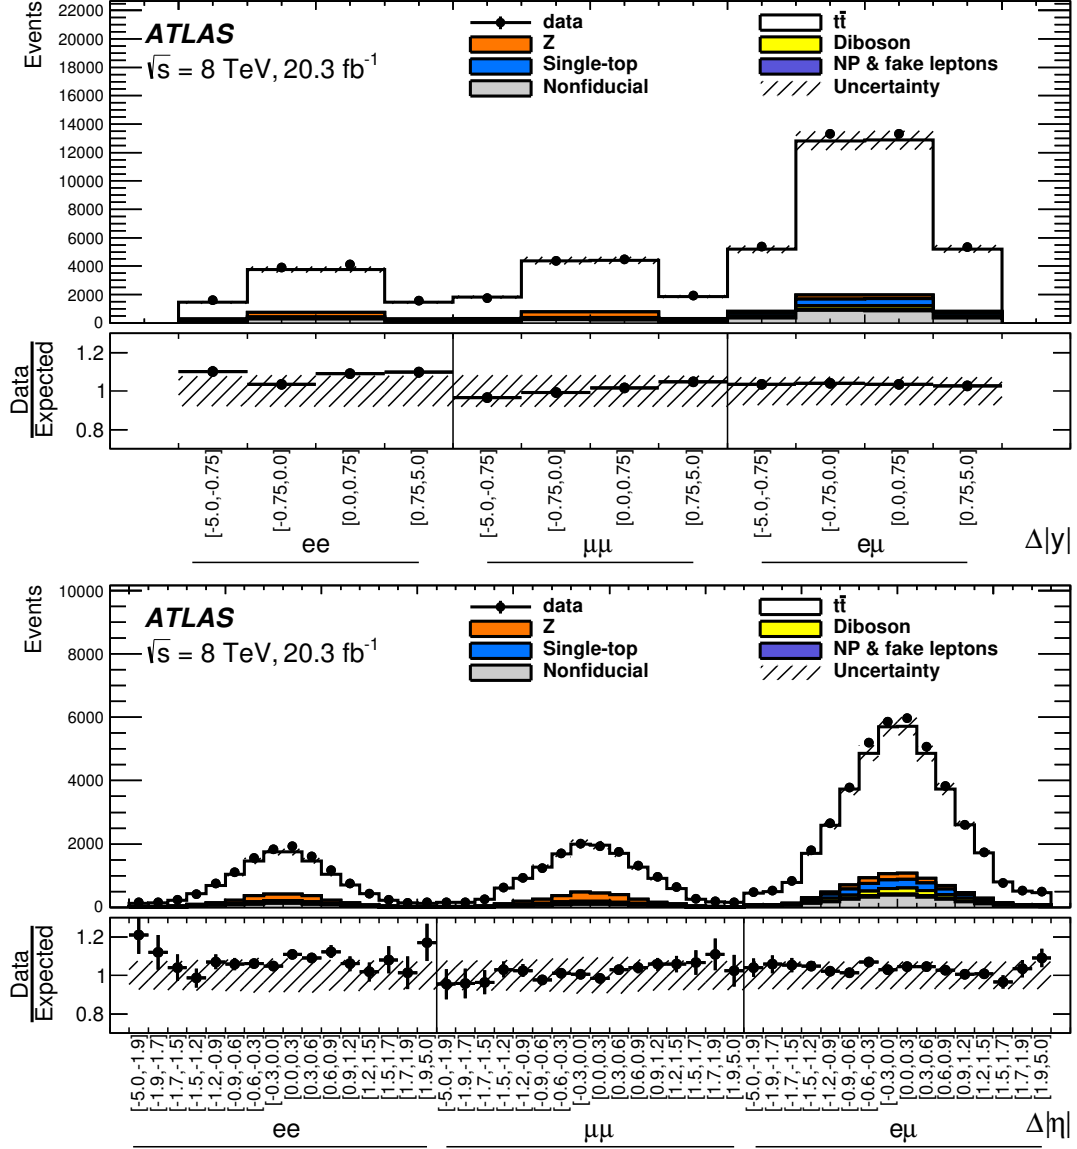 Events
22000
20000
18000
16000
14000
12000
10000
8000
6000
4000
2000
0
ATLAS
√s = 8 TeV, 20.3 fb⁻¹
data
Z
Single-top
Nonfiducial
tt̄
Diboson
NP & fake leptons
Uncertainty
Data
Expected
1.2
1
0.8
[-5.0,-0.75] [-0.75,0.0] [0.0,0.75] [0.75,5.0] [-5.0,-0.75] [-0.75,0.0] [0.0,0.75] [0.75,5.0] [-5.0,-0.75] [-0.75,0.0] [0.0,0.75] [0.75,5.0]
ee μμ eμ Δ|y|
Events
10000
8000
6000
4000
2000
0
ATLAS
√s = 8 TeV, 20.3 fb⁻¹
data
Z
Single-top
Nonfiducial
tt̄
Diboson
NP & fake leptons
Uncertainty
Data
Expected
1.2
1
0.8
[-5.0,-1.9] [-1.9,-1.7] [-1.7,-1.5] [-1.5,-1.2] [-1.2,-0.9] [-0.9,-0.6] [-0.6,-0.3] [-0.3,0.0] [0.0,0.3] [0.3,0.6] [0.6,0.9] [0.9,1.2] [1.2,1.5] [1.5,1.7] [1.7,1.9] [1.9,5.0] [-5.0,-1.9] [-1.9,-1.7] [-1.7,-1.5] [-1.5,-1.2] [-1.2,-0.9] [-0.9,-0.6] [-0.6,-0.3] [-0.3,0.0] [0.0,0.3] [0.3,0.6] [0.6,0.9] [0.9,1.2] [1.2,1.5] [1.5,1.7] [1.7,1.9] [1.9,5.0] [-5.0,-1.9] [-1.9,-1.7] [-1.7,-1.5] [-1.5,-1.2] [-1.2,-0.9] [-0.9,-0.6] [-0.6,-0.3] [-0.3,0.0] [0.0,0.3] [0.3,0.6] [0.6,0.9] [0.9,1.2] [1.2,1.5] [1.5,1.7] [1.7,1.9] [1.9,5.0]
ee μμ eμ Δ|η|